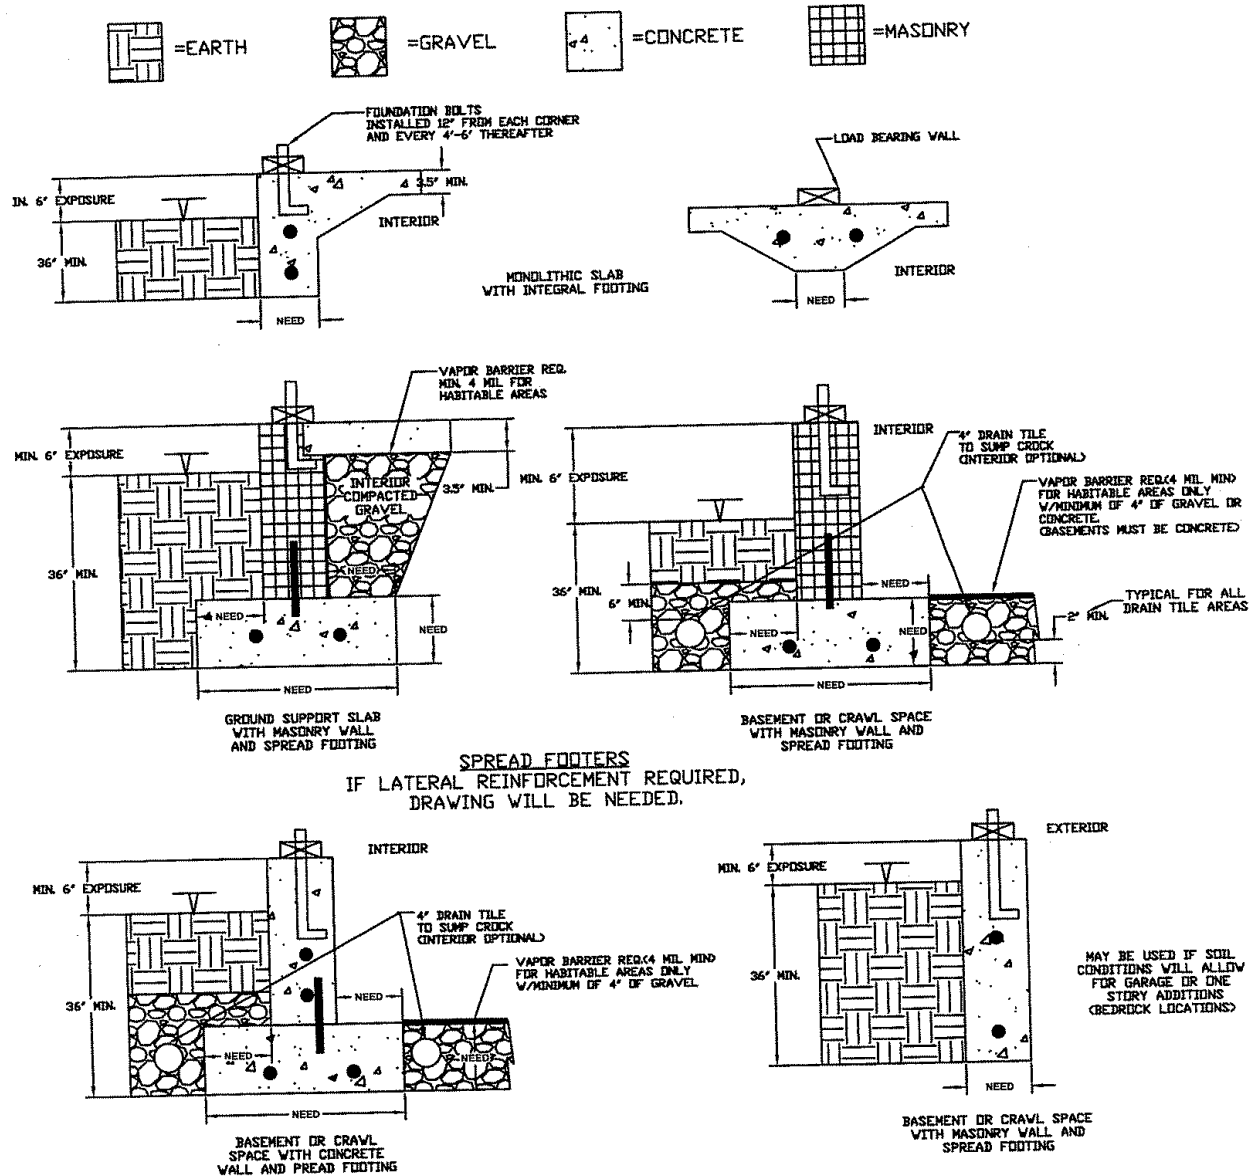 =EARTH
=GRAVEL
=CONCRETE
=MASONRY
FOUNDATION BOLTS
INSTALLED 12" FROM EACH CORNER
AND EVERY 4'-6' THEREAFTER
IN. 6" EXPOSURE
3.5" MIN.
INTERIOR
36" MIN.
NEED
MONOLITHIC SLAB
WITH INTEGRAL FOOTING
LOAD BEARING WALL
INTERIOR
NEED
VAPOR BARRIER REQ.
MIN. 4 MIL FOR
HABITABLE AREAS
MIN. 6" EXPOSURE
INTERIOR
COMPACTED
GRAVEL
3.5" MIN.
36" MIN.
NEED
NEED
NEED
NEED
GROUND SUPPORT SLAB
WITH MASONRY WALL
AND SPREAD FOOTING
INTERIOR
4" DRAIN TILE
TO SUMP CROCK
(INTERIOR OPTIONAL)
MIN. 6" EXPOSURE
VAPOR BARRIER REQ.(4 MIL MIN)
FOR HABITABLE AREAS ONLY
W/MINIMUM OF 4" OF GRAVEL OR
CONCRETE.
(BASEMENTS MUST BE CONCRETE)
36" MIN.
6" MIN.
NEED
NEED
NEED
NEED
2" MIN.
TYPICAL FOR ALL
DRAIN TILE AREAS
BASEMENT OR CRAWL SPACE
WITH MASONRY WALL AND
SPREAD FOOTING
SPREAD FOOTERS
IF LATERAL REINFORCEMENT REQUIRED,
DRAWING WILL BE NEEDED.
INTERIOR
MIN. 6" EXPOSURE
4" DRAIN TILE
TO SUMP CROCK
(INTERIOR OPTIONAL)
VAPOR BARRIER REQ.(4 MIL MIN)
FOR HABITABLE AREAS ONLY
W/MINIMUM OF 4" OF GRAVEL
36" MIN.
NEED
NEED
NEED
NEED
BASEMENT OR CRAWL
SPACE WITH CONCRETE
WALL AND PREAD FOOTING
EXTERIOR
MIN. 6" EXPOSURE
36" MIN.
MAY BE USED IF SOIL
CONDITIONS WILL ALLOW
FOR GARAGE OR ONE
STORY ADDITIONS
(BEDROCK LOCATIONS)
NEED
BASEMENT OR CRAWL SPACE
WITH MASONRY WALL AND
SPREAD FOOTING